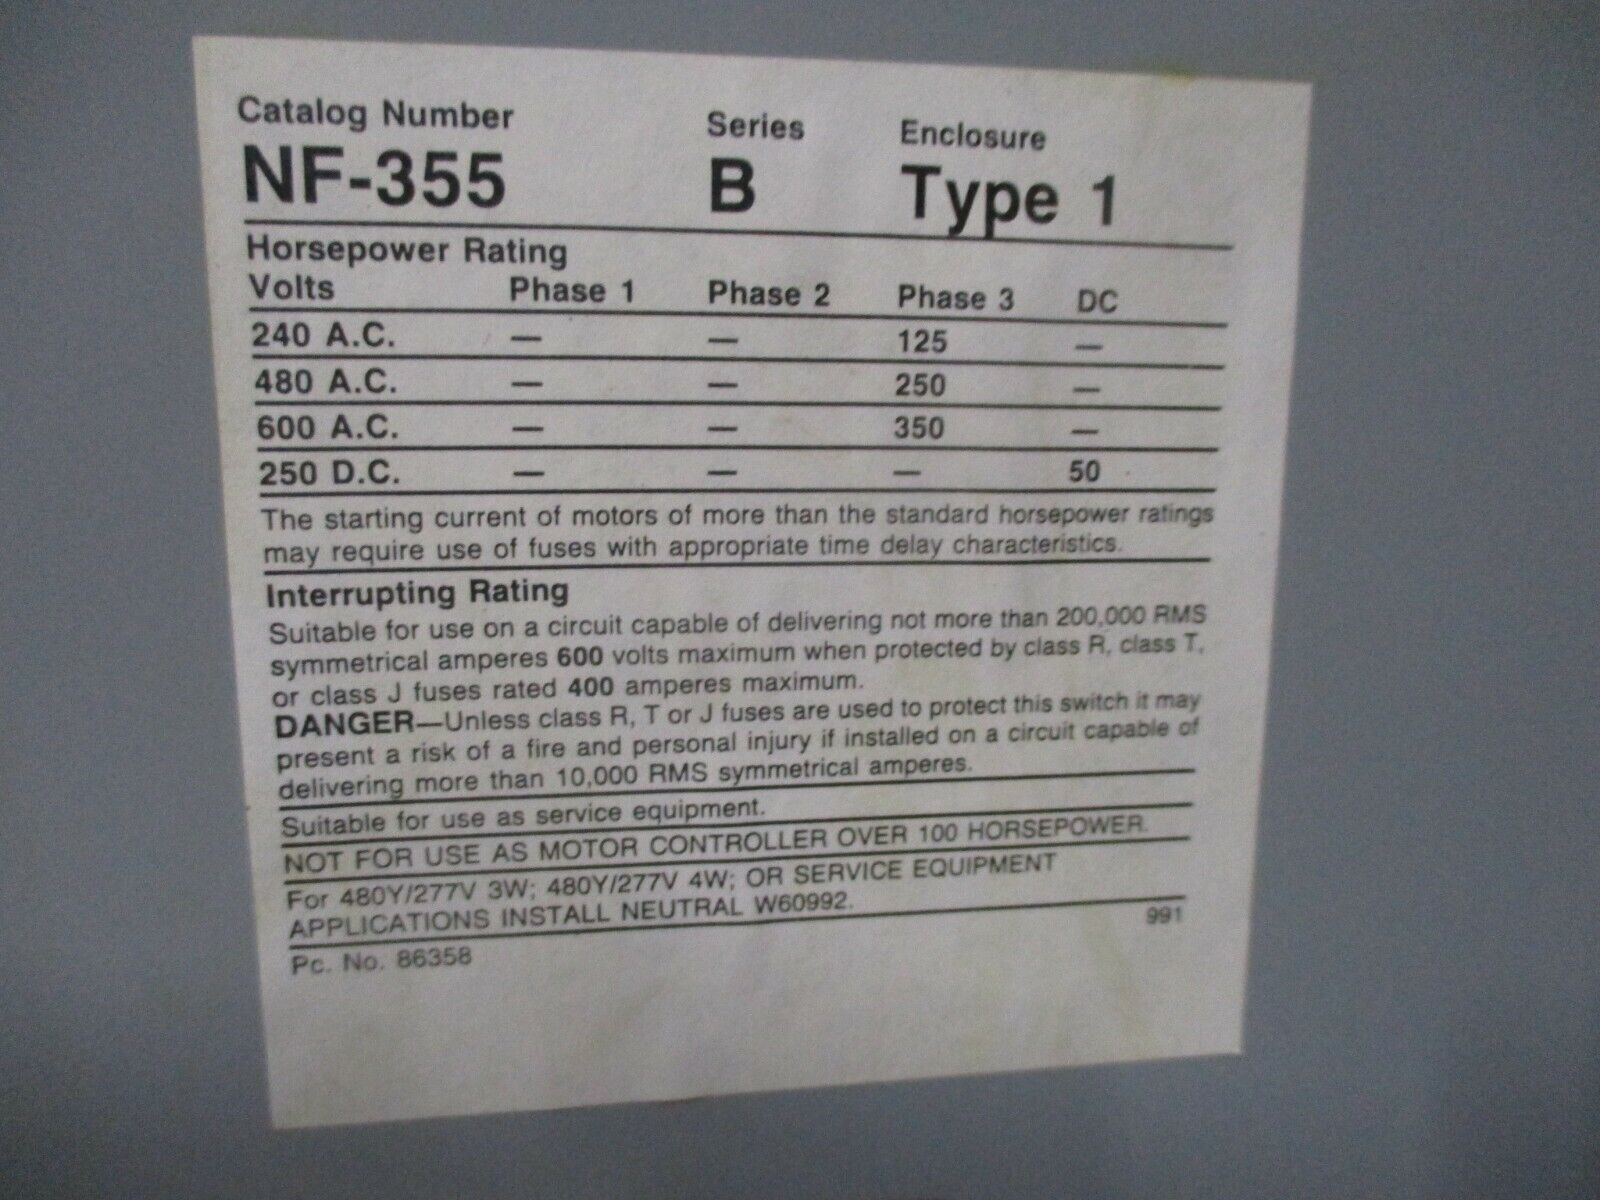 Catalog Number Series Enclosure
NF-355 B Type 1
Horsepower Rating
Volts Phase 1 Phase 2 Phase 3 DC
240 A.C. — — 125 —
480 A.C. — — 250 —
600 A.C. — — 350 —
250 D.C. — — — 50
The starting current of motors of more than the standard horsepower ratings
may require use of fuses with appropriate time delay characteristics.
Interrupting Rating
Suitable for use on a circuit capable of delivering not more than 200,000 RMS
symmetrical amperes 600 volts maximum when protected by class R, class T,
or class J fuses rated 400 amperes maximum.
DANGER—Unless class R, T or J fuses are used to protect this switch it may
present a risk of a fire and personal injury if installed on a circuit capable of
delivering more than 10,000 RMS symmetrical amperes.
Suitable for use as service equipment.
NOT FOR USE AS MOTOR CONTROLLER OVER 100 HORSEPOWER.
For 480Y/277V 3W; 480Y/277V 4W; OR SERVICE EQUIPMENT
APPLICATIONS INSTALL NEUTRAL W60992.
991
Pc. No. 86358